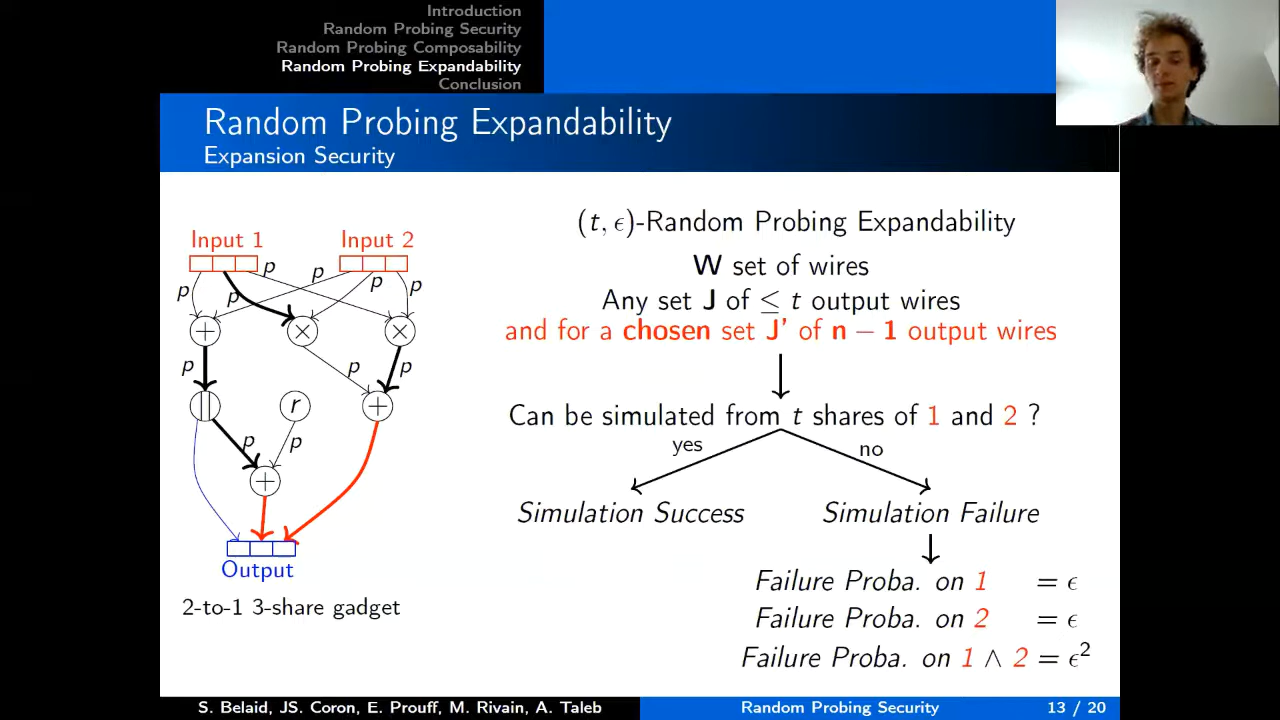 Introduction
Random Probing Security
Random Probing Composability
Random Probing Expandability
Conclusion
Random Probing Expandability
Expansion Security
Input 1
Input 2
p
p
p
p
p
p
+
×
×
p
p
p
||
r
+
p
p
+
Output
2-to-1 3-share gadget
(t, ϵ)-Random Probing Expandability
W set of wires
Any set J of ≤ t output wires
and for a chosen set J' of n − 1 output wires
Can be simulated from t shares of 1 and 2 ?
yes
no
Simulation Success
Simulation Failure
Failure Proba. on 1 = ϵ
Failure Proba. on 2 = ϵ
Failure Proba. on 1 ∧ 2 = ϵ²
S. Belaid, JS. Coron, E. Prouff, M. Rivain, A. Taleb
Random Probing Security
13 / 20